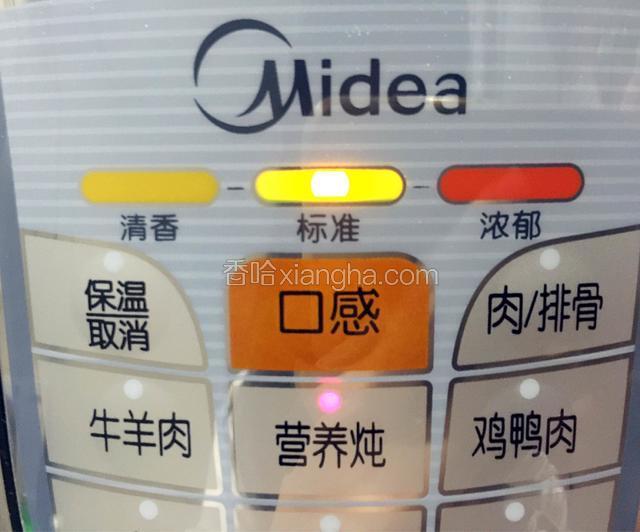 Midea
清香 标准 浓郁
香哈xiangha.com
保温 口感 肉/排骨
取消
牛羊肉 营养炖 鸡鸭肉